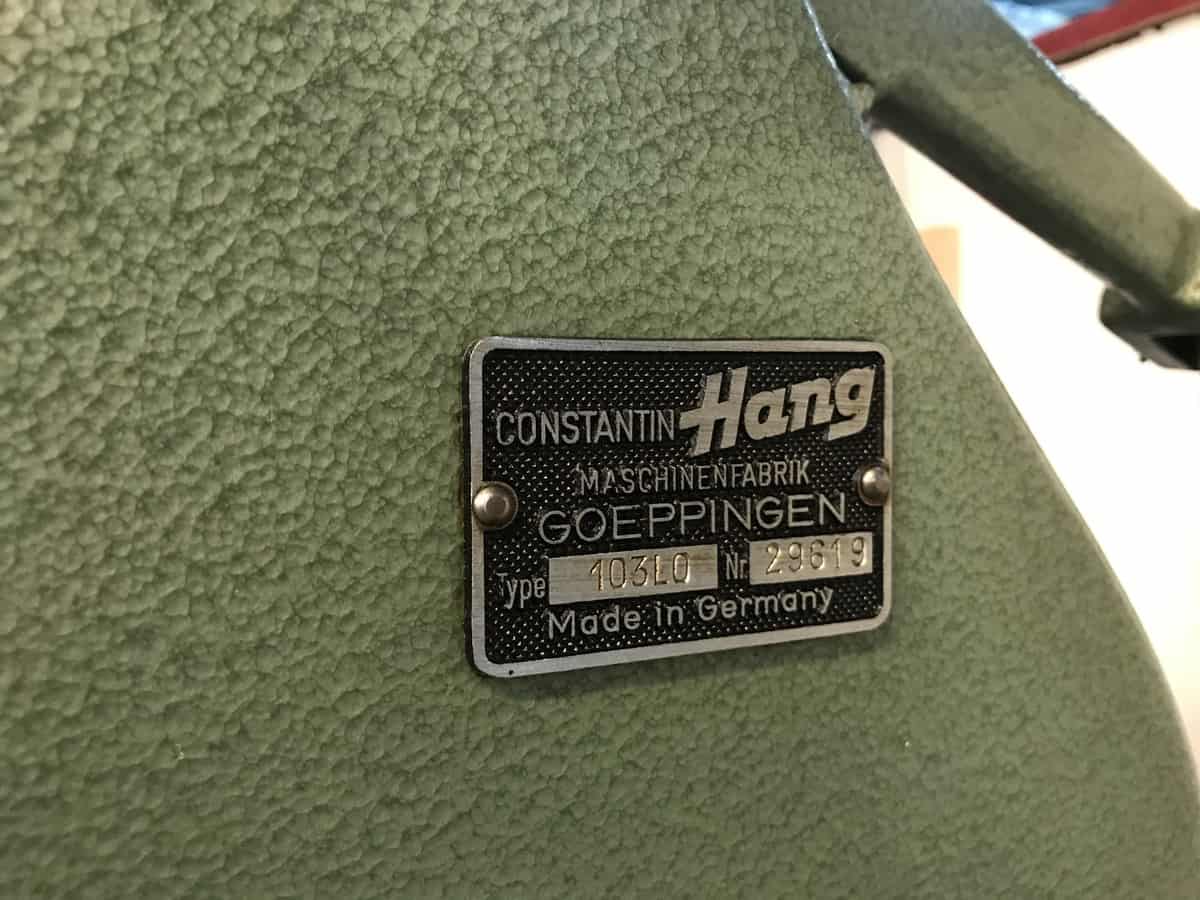 CONSTANTIN Hang
MASCHINENFABRIK
GOEPPINGEN
Type 103LO Nr 29619
Made in Germany